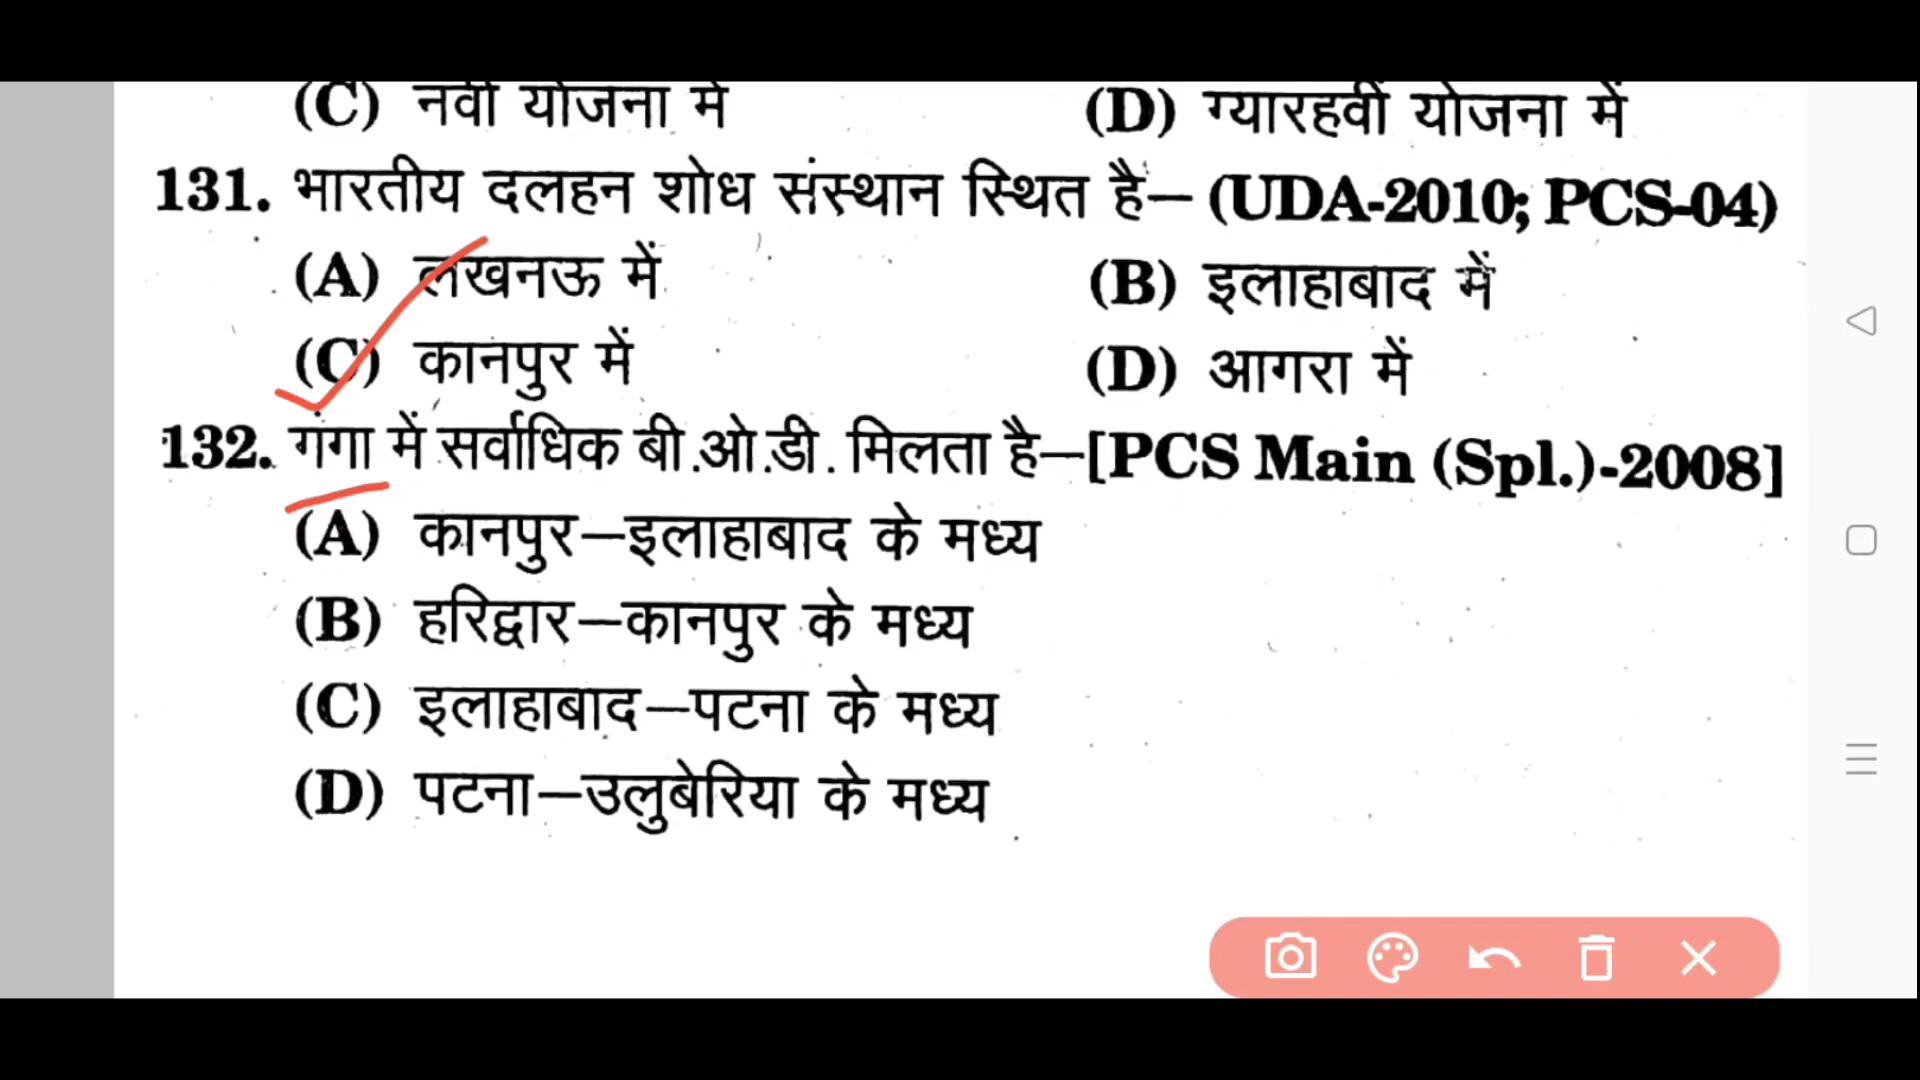 (C) नवीं योजना में (D) ग्यारहवीं योजना में
131. भारतीय दलहन शोध संस्थान स्थित है– (UDA-2010; PCS-04)
(A) लखनऊ में (B) इलाहाबाद में
(C) कानपुर में (D) आगरा में
132. गंगा में सर्वाधिक बी.ओ.डी. मिलता है–[PCS Main (Spl.)-2008]
(A) कानपुर–इलाहाबाद के मध्य
(B) हरिद्वार–कानपुर के मध्य
(C) इलाहाबाद–पटना के मध्य
(D) पटना–उलुबेरिया के मध्य